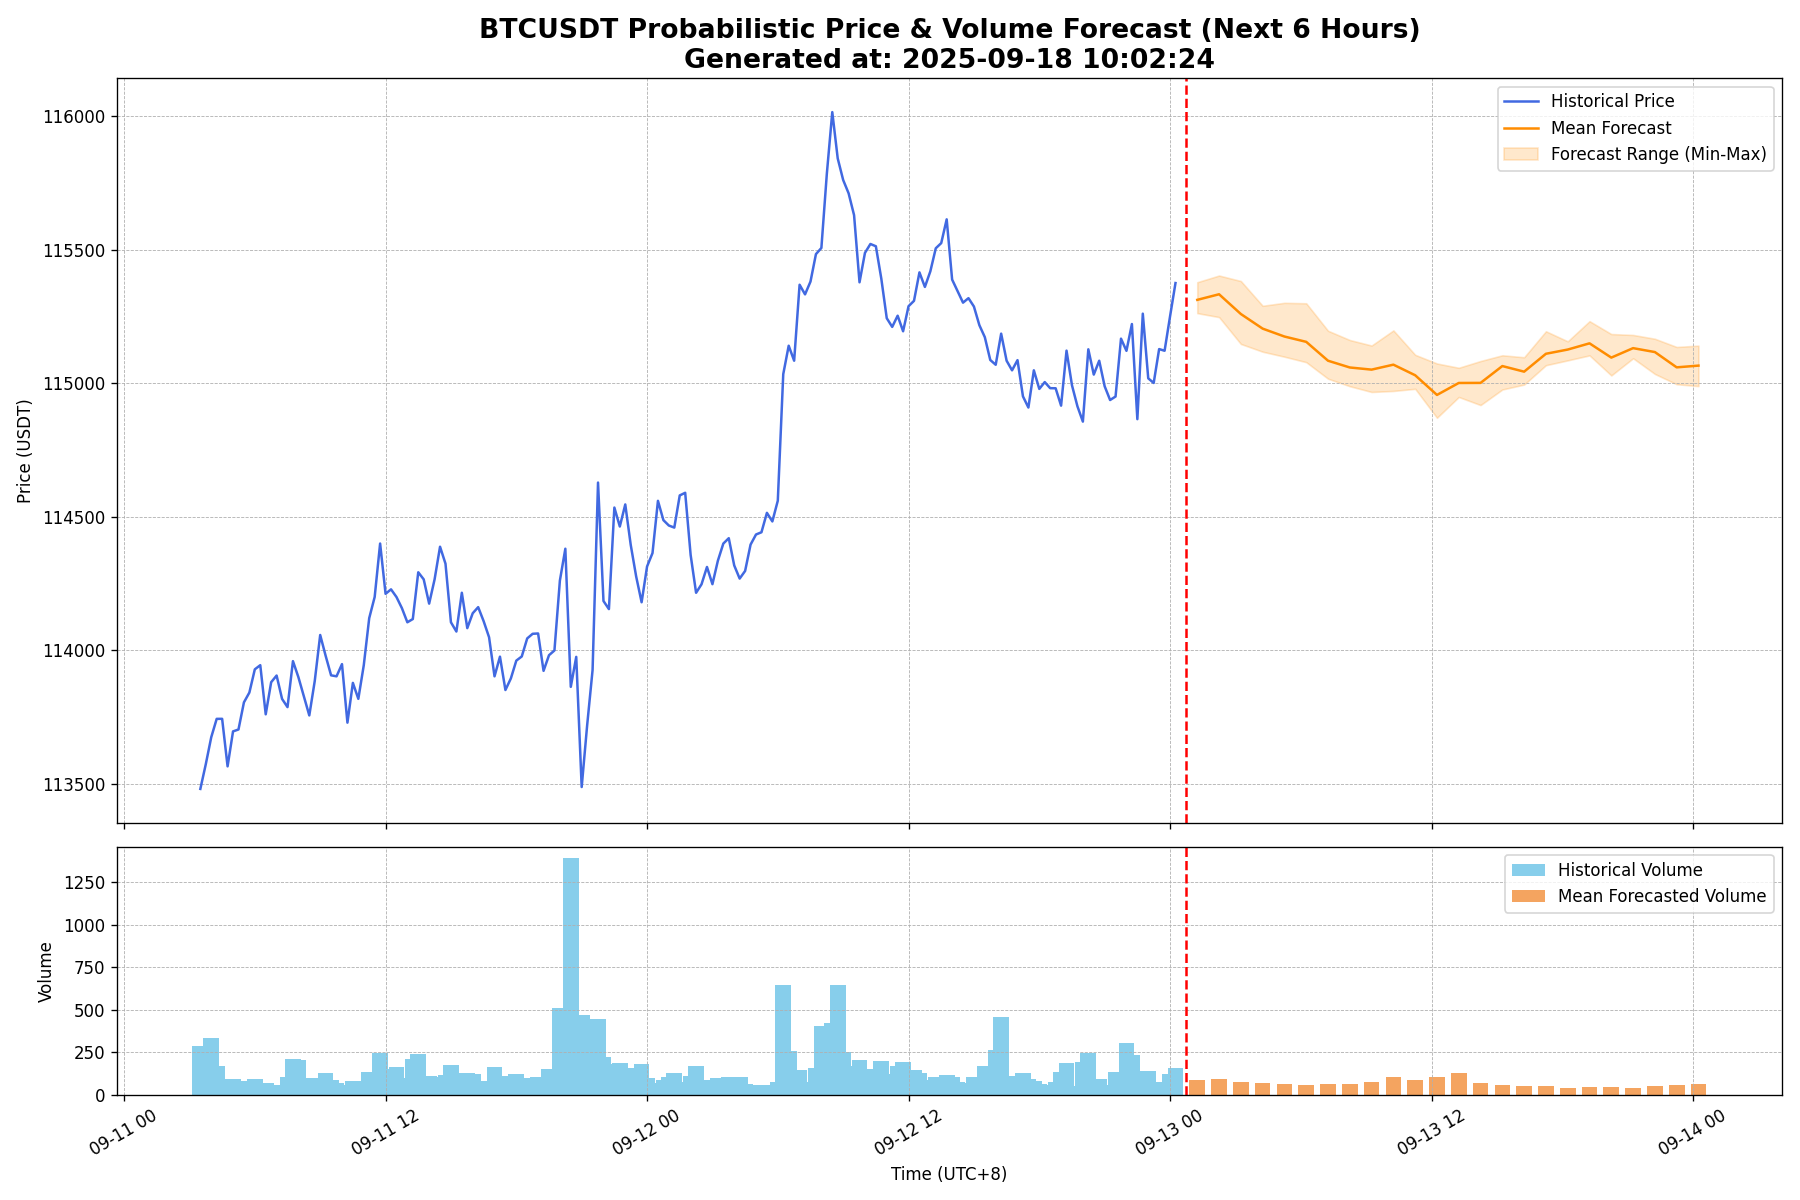 BTCUSDT Probabilistic Price & Volume Forecast (Next 6 Hours)
Generated at: 2025-09-18 10:02:24
Historical Price
Mean Forecast
Forecast Range (Min-Max)
116000
115500
115000
114500
114000
113500
Price (USDT)
Historical Volume
Mean Forecasted Volume
1250
1000
750
500
250
0
Volume
09-11 00
09-11 12
09-12 00
09-12 12
09-13 00
09-13 12
09-14 00
Time (UTC+8)